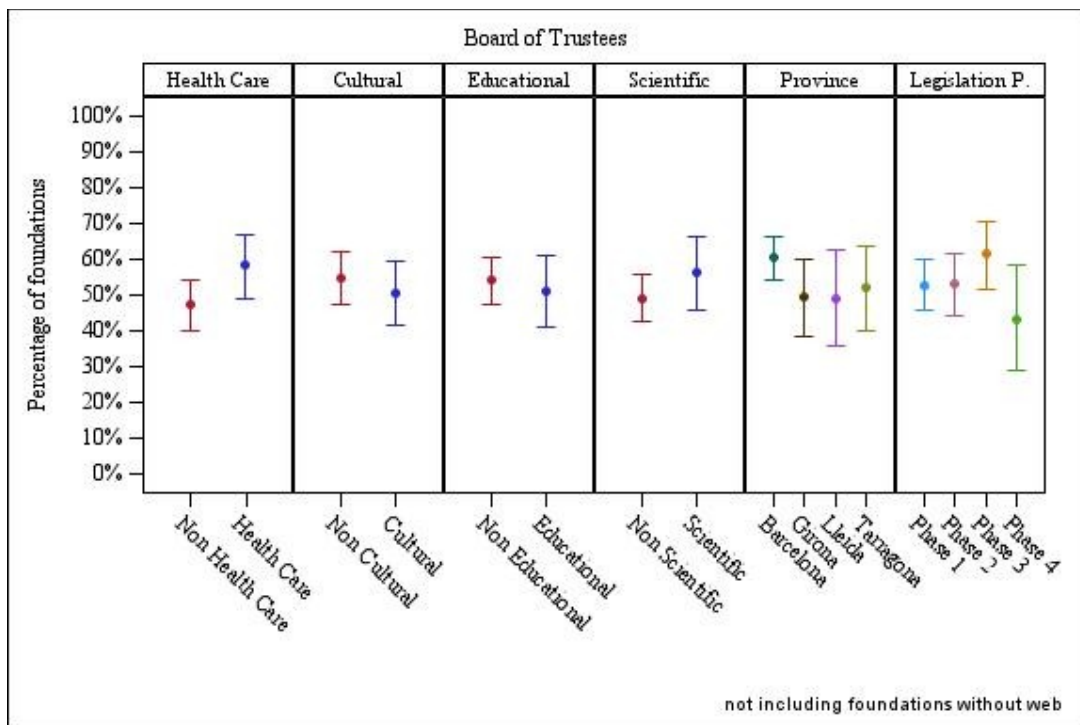 Board of Trustees
Health Care Cultural Educational Scientific Province Legislation P.
Percentage of foundations
100%
90%
80%
70%
60%
50%
40%
30%
20%
10%
0%
Non Health Care
Health Care
Non Cultural
Cultural
Non Educational
Educational
Non Scientific
Scientific
Barcelona
Girona
Lleida
Tarragona
Phase 1
Phase 2
Phase 3
Phase 4
not including foundations without web